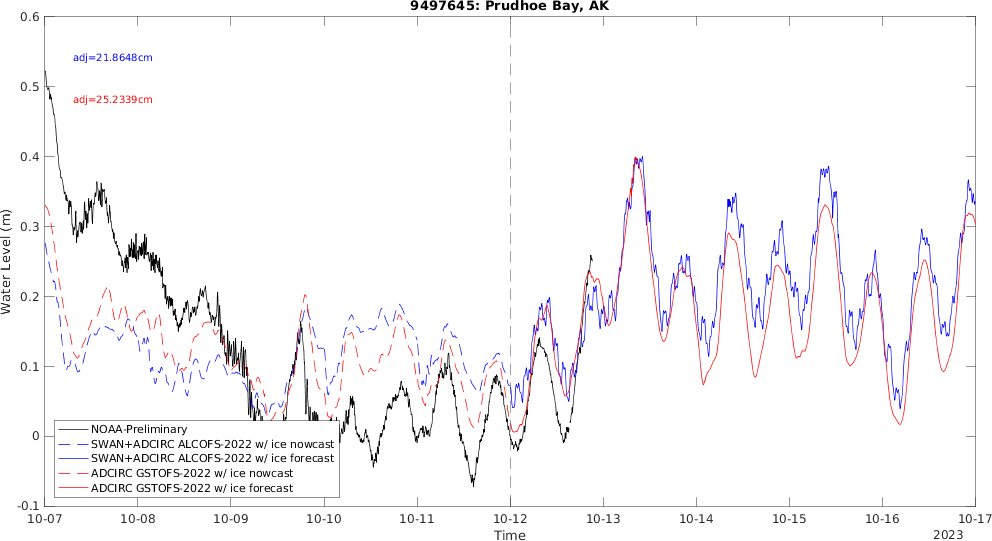 9497645: Prudhoe Bay, AK
0.6
adj=21.8648cm
0.5
adj=25.2339cm
0.4
0.3
Water Level (m)
0.2
0.1
0
NOAA-Preliminary
SWAN+ADCIRC ALCOFS-2022 w/ ice nowcast
SWAN+ADCIRC ALCOFS-2022 w/ ice forecast
ADCIRC GSTOFS-2022 w/ ice nowcast
ADCIRC GSTOFS-2022 w/ ice forecast
-0.1
10-07 10-08 10-09 10-10 10-11 10-12 10-13 10-14 10-15 10-16 10-17
Time
2023